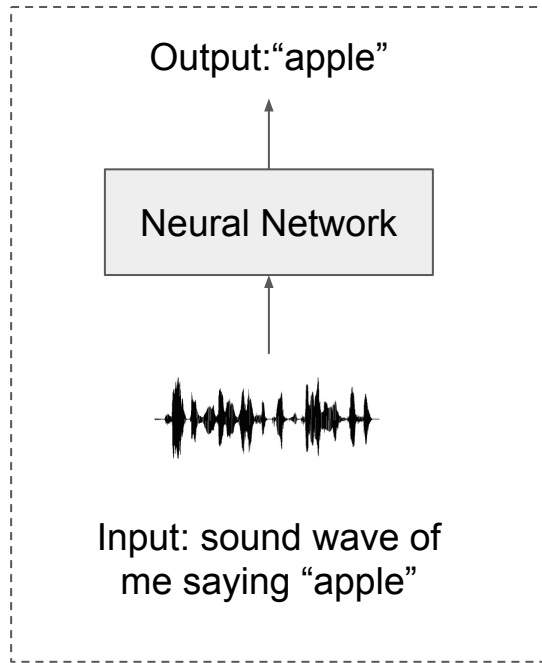 Output:“apple”
Neural Network
Input: sound wave of
me saying “apple”